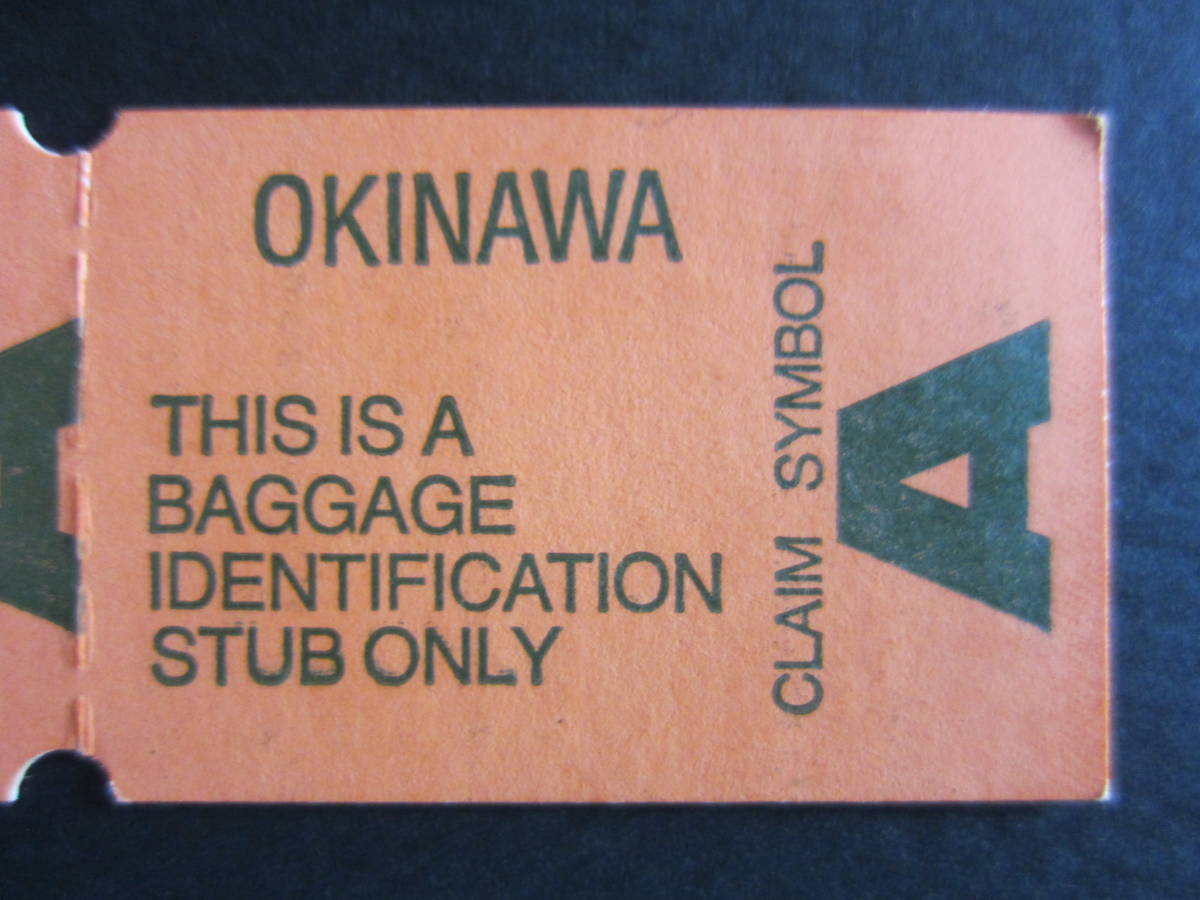 OKINAWA
THIS IS A
BAGGAGE
IDENTIFICATION
STUB ONLY
CLAIM SYMBOL
A